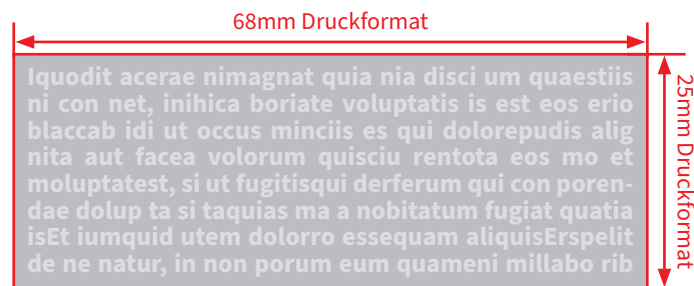 68mm Druckformat
Iquodit acerae nimagnat quia nia disci um quaestiis
ni con net, inihica boriate voluptatis is est eos erio
blaccab idi ut occus minciis es qui dolorepudis alig
nita aut facea volorum quisciu rentota eos mo et
moluptatest, si ut fugitisqui derferum qui con poren-
dae dolup ta si taquias ma a nobitatum fugiat quatia
isEt iumquid utem dolorro essequam aliquisErspelit
de ne natur, in non porum eum quameni millabo rib
25mm Druckformat